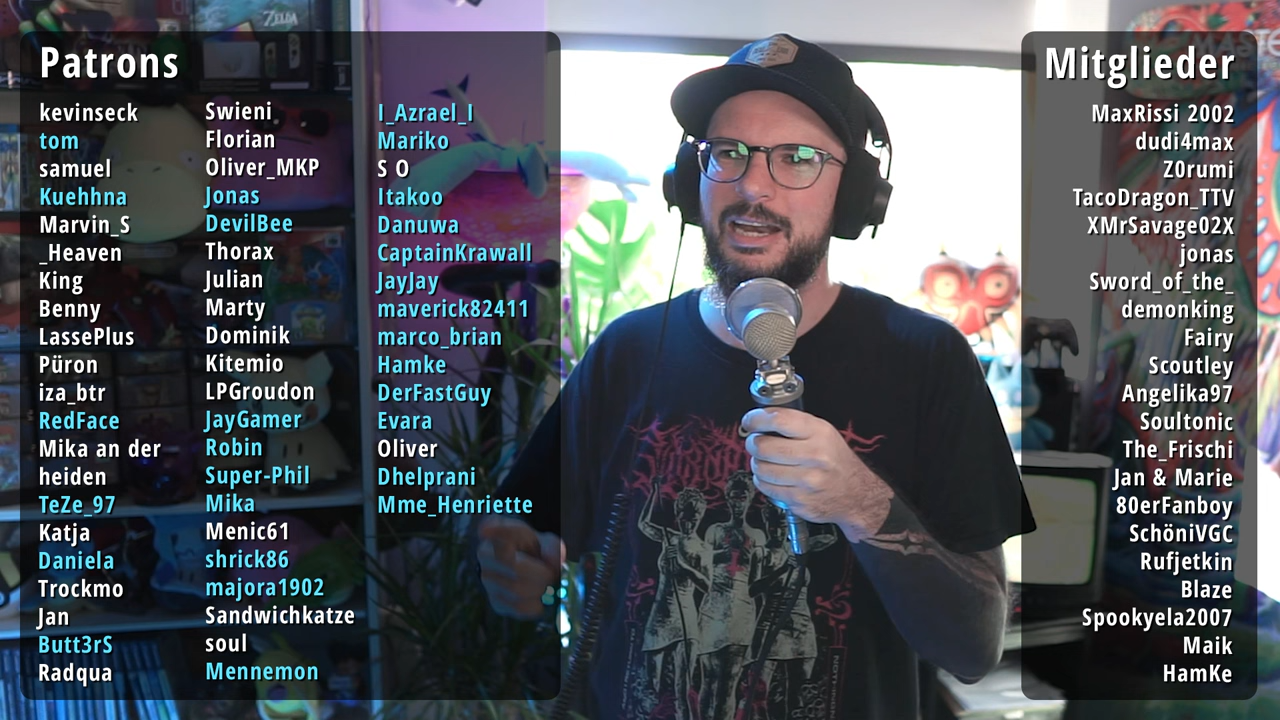 Patrons
kevinseck
tom
samuel
Kuehhna
Marvin_S
_Heaven
King
Benny
LassePlus
Püron
iza_btr
RedFace
Mika an der
heiden
TeZe_97
Katja
Daniela
Trockmo
Jan
Butt3rS
Radqua
Swieni
Florian
Oliver_MKP
Jonas
DevilBee
Thorax
Julian
Marty
Dominik
Kitemio
LPGroudon
JayGamer
Robin
Super-Phil
Mika
Menic61
shrick86
majora1902
Sandwichkatze
soul
Mennemon
I_Azrael_I
Mariko
S O
Itakoo
Danuwa
CaptainKrawall
JayJay
maverick82411
marco_brian
Hamke
DerFastGuy
Evara
Oliver
Dhelprani
Mme_Henriette
Mitglieder
MaxRissi 2002
dudi4max
Z0rumi
TacoDragon_TTV
XMrSavage02X
jonas
Sword_of_the_
demonking
Fairy
Scoutley
Angelika97
Soultonic
The_Frischi
Jan & Marie
80erFanboy
SchöniVGC
Rufjetkin
Blaze
Spookyela2007
Maik
HamKe
ZELDA